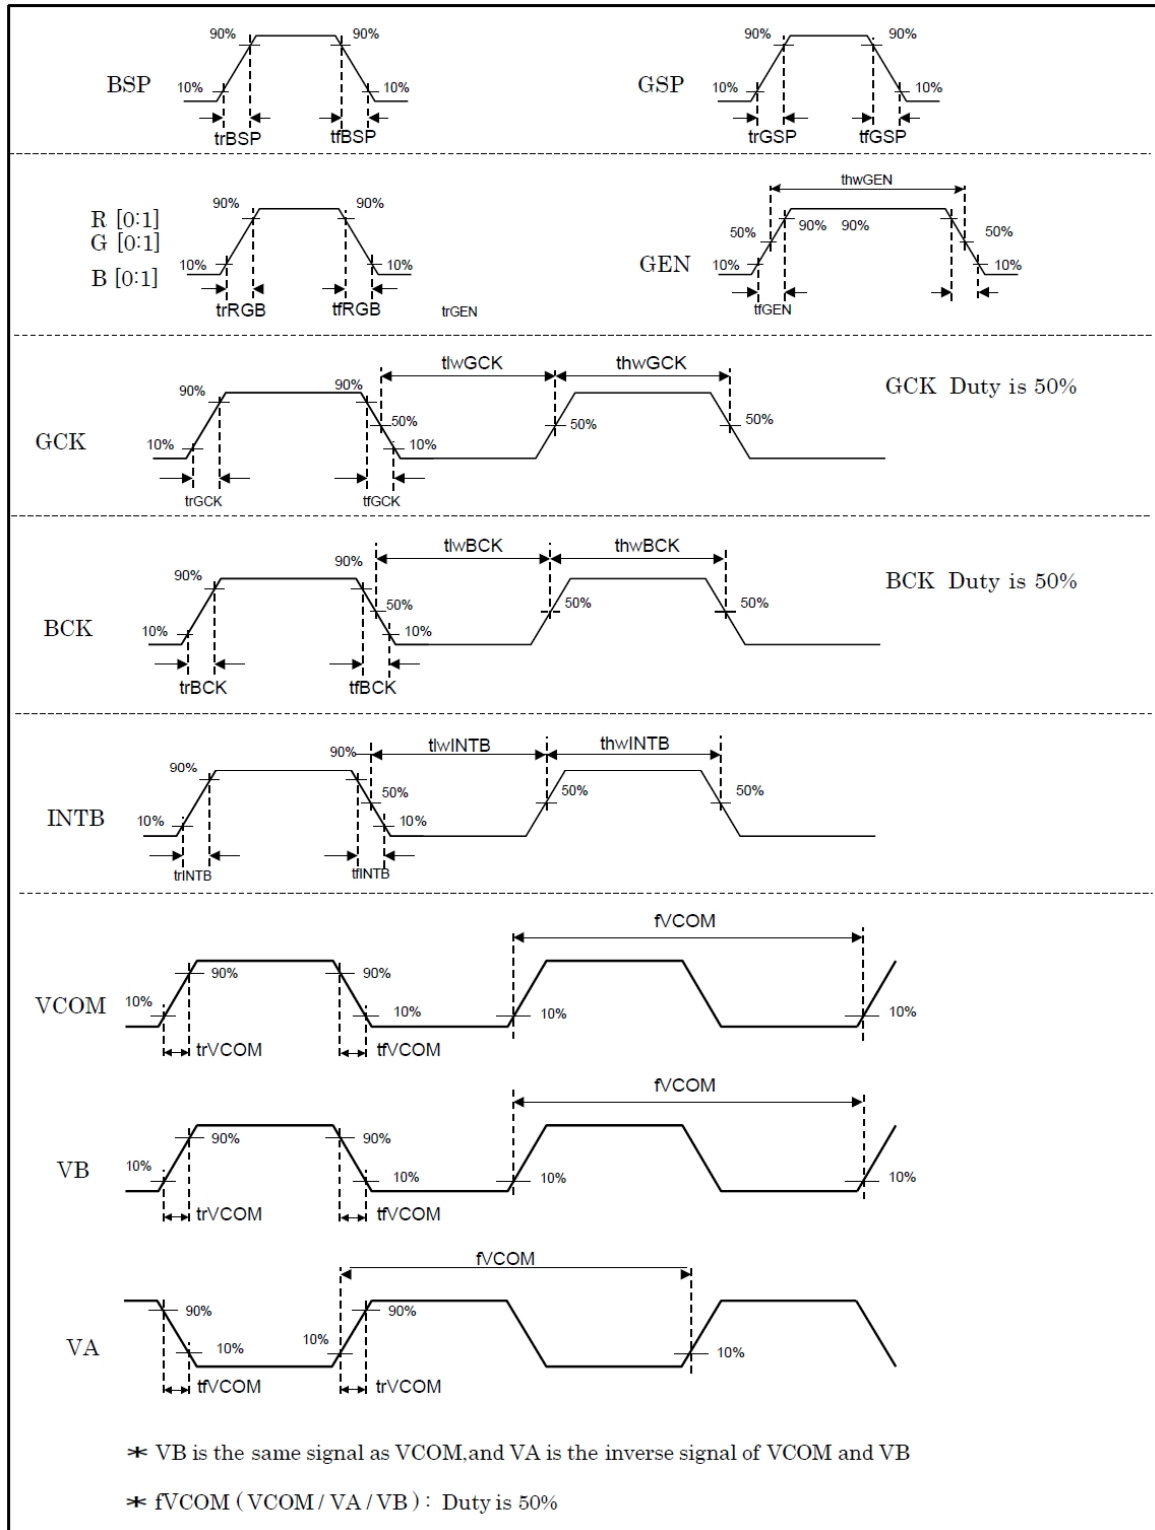 90% 90%
BSP 10% 10%
trBSP tfBSP
90% 90%
GSP 10% 10%
trGSP tfGSP
R [0:1]
G [0:1]
B [0:1]
90% 90%
10% 10%
trRGB tfRGB
trGEN
thwGEN
50% 90% 90% 50%
GEN 10% 10%
tfGEN
tlwGCK thwGCK
GCK Duty is 50%
90% 90%
50% 50% 50%
GCK 10% 10%
trGCK tfGCK
tlwBCK thwBCK
BCK Duty is 50%
90% 90%
50% 50% 50%
BCK 10% 10%
trBCK tfBCK
tlwINTB thwINTB
90% 90%
50% 50% 50%
INTB 10% 10%
trINTB tfINTB
fVCOM
90% 90%
VCOM 10% 10% 10% 10%
trVCOM tfVCOM
fVCOM
90% 90%
VB 10% 10% 10% 10%
trVCOM tfVCOM
fVCOM
90% 90%
VA 10% 10% 10%
tfVCOM trVCOM
* VB is the same signal as VCOM,and VA is the inverse signal of VCOM and VB
* fVCOM ( VCOM / VA / VB ) : Duty is 50%